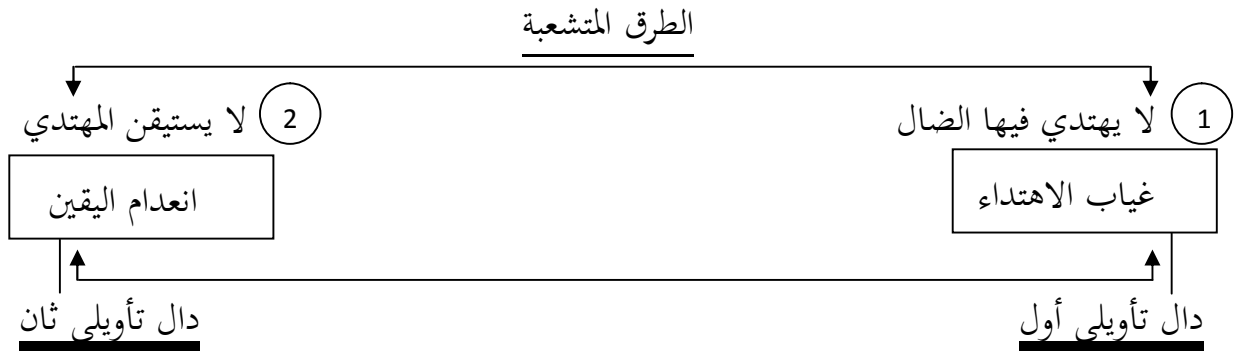 الطرق المتشعبة
1 لا يهتدي فيها الضال
2 لا يستيقن المهتدي
غياب الاهتداء
انعدام اليقين
دال تأويلي أول
دال تأويلي ثان